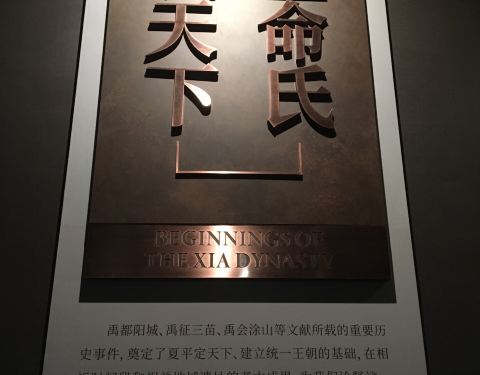 命氏
天下
BEGINNINGS OF
THE XIA DYNASTY
禹都阳城、禹征三苗、禹会涂山等文献所载的重要历
史事件，奠定了夏平定天下、建立统一王朝的基础，在相